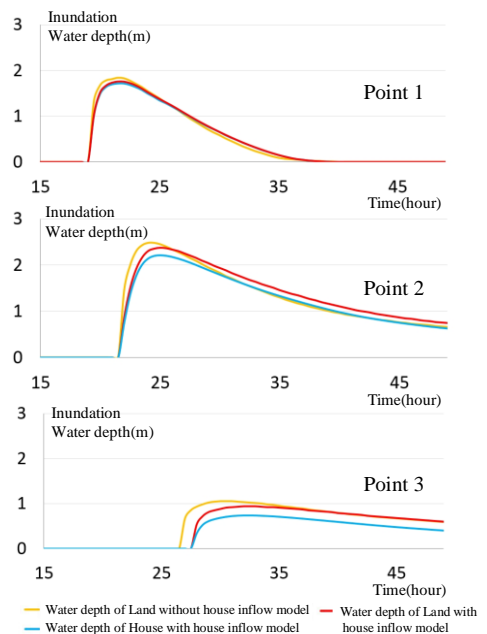 Inundation
Water depth(m)
3
2
Point 1
1
0
15 25 35 45
Time(hour)
Inundation
Water depth(m)
3
2
Point 2
1
0
15 25 35 45
Time(hour)
Inundation
Water depth(m)
3
2
Point 3
1
0
15 25 35 45
Time(hour)
Water depth of Land without house inflow model
Water depth of House with house inflow model
Water depth of Land with
house inflow model